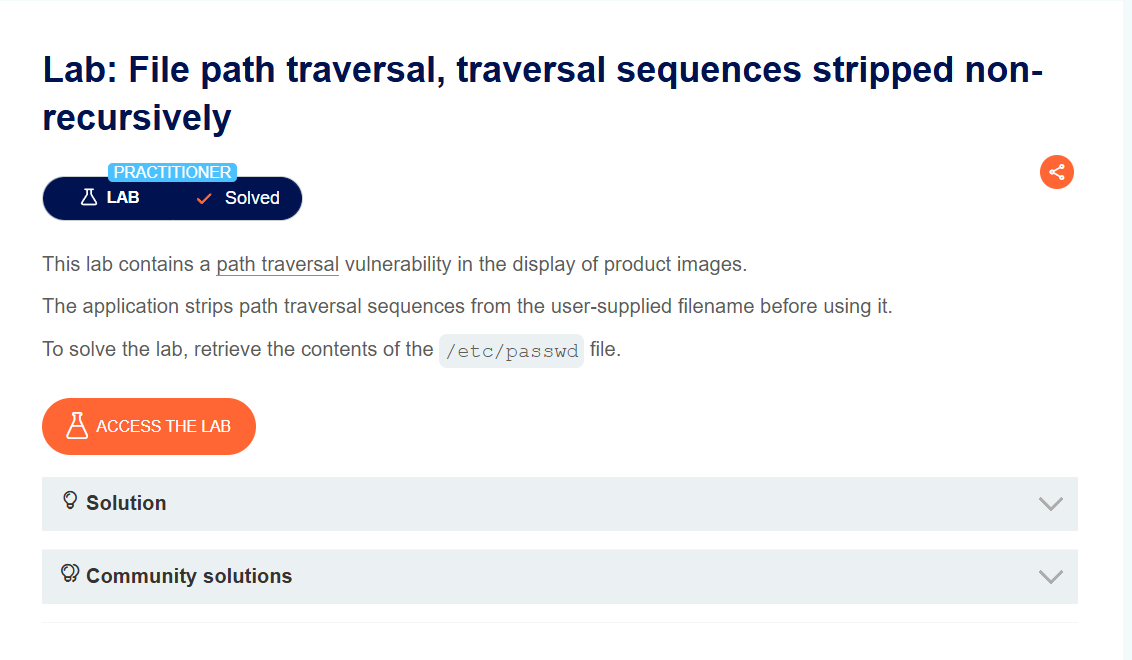 Lab: File path traversal, traversal sequences stripped non-
recursively
PRACTITIONER
LAB Solved
This lab contains a path traversal vulnerability in the display of product images.
The application strips path traversal sequences from the user-supplied filename before using it.
To solve the lab, retrieve the contents of the /etc/passwd file.
ACCESS THE LAB
Solution
Community solutions